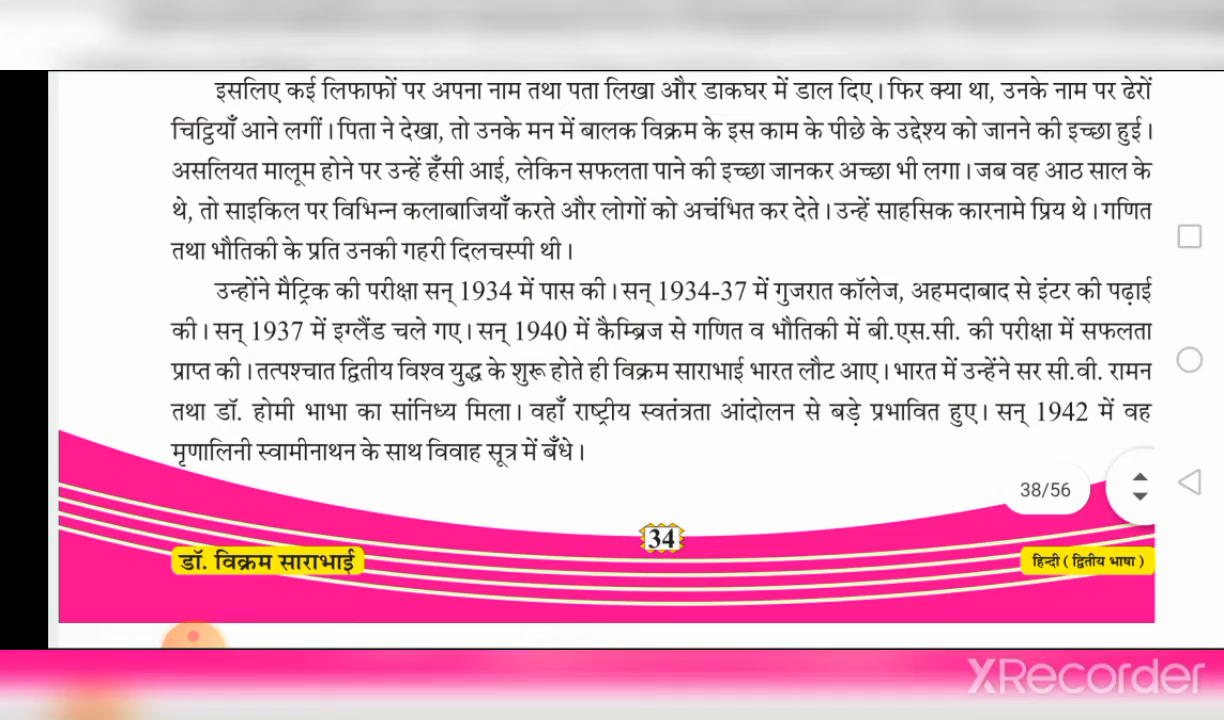 इसलिए कई लिफाफों पर अपना नाम तथा पता लिखा और डाकघर में डाल दिए। फिर क्या था, उनके नाम पर ढेरों
चिट्ठियाँ आने लगीं। पिता ने देखा, तो उनके मन में बालक विक्रम के इस काम के पीछे के उद्देश्य को जानने की इच्छा हुई।
असलियत मालूम होने पर उन्हें हँसी आई, लेकिन सफलता पाने की इच्छा जानकर अच्छा भी लगा। जब वह आठ साल के
थे, तो साइकिल पर विभिन्न कलाबाजियाँ करते और लोगों को अचंभित कर देते। उन्हें साहसिक कारनामे प्रिय थे। गणित
तथा भौतिकी के प्रति उनकी गहरी दिलचस्पी थी।
उन्होंने मैट्रिक की परीक्षा सन् 1934 में पास की। सन् 1934-37 में गुजरात कॉलेज, अहमदाबाद से इंटर की पढ़ाई
की। सन् 1937 में इग्लैंड चले गए। सन् 1940 में कैम्ब्रिज से गणित व भौतिकी में बी.एस.सी. की परीक्षा में सफलता
प्राप्त की। तत्पश्चात द्वितीय विश्व युद्ध के शुरू होते ही विक्रम साराभाई भारत लौट आए। भारत में उन्हेंने सर सी.वी. रामन
तथा डॉ. होमी भाभा का सांनिध्य मिला। वहाँ राष्ट्रीय स्वतंत्रता आंदोलन से बड़े प्रभावित हुए। सन् 1942 में वह
मृणालिनी स्वामीनाथन के साथ विवाह सूत्र में बँधे।
38/56
34
डॉ. विक्रम साराभाई
हिन्दी ( द्वितीय भाषा )
XRecorder